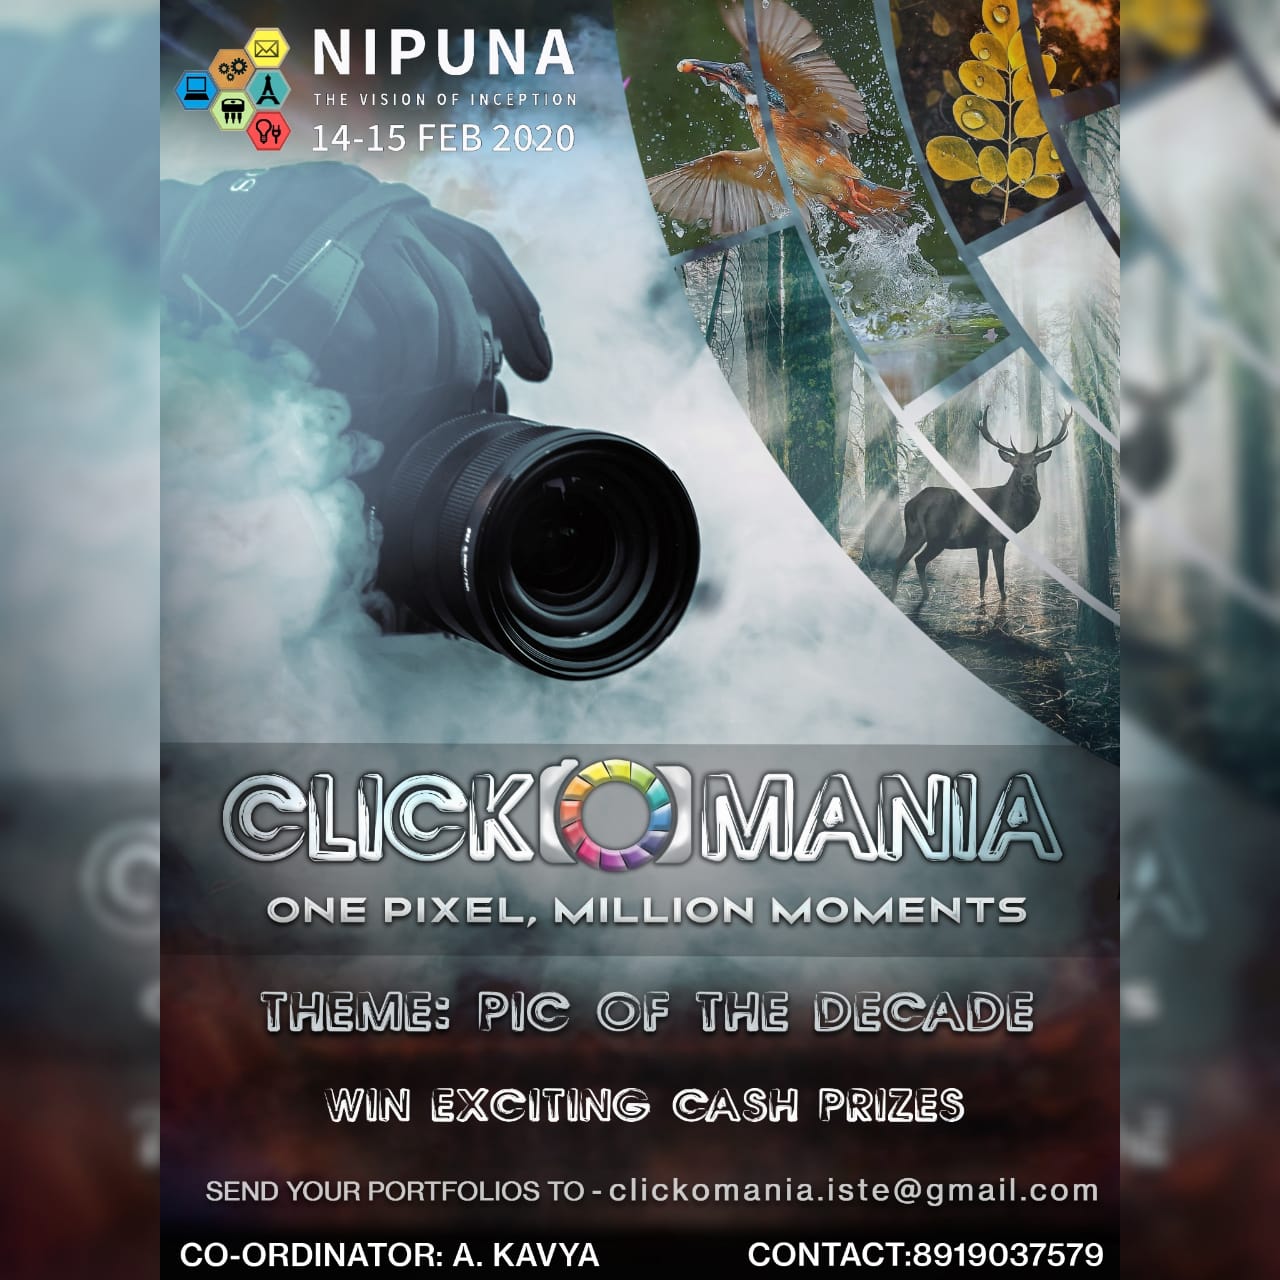 NIPUNA
THE VISION OF INCEPTION
14-15 FEB 2020
CLICKOMANIA
ONE PIXEL, MILLION MOMENTS
THEME: PIC OF THE DECADE
WIN EXCITING CASH PRIZES
SEND YOUR PORTFOLIOS TO - clickomania.iste@gmail.com
CO-ORDINATOR: A. KAVYA
CONTACT:8919037579